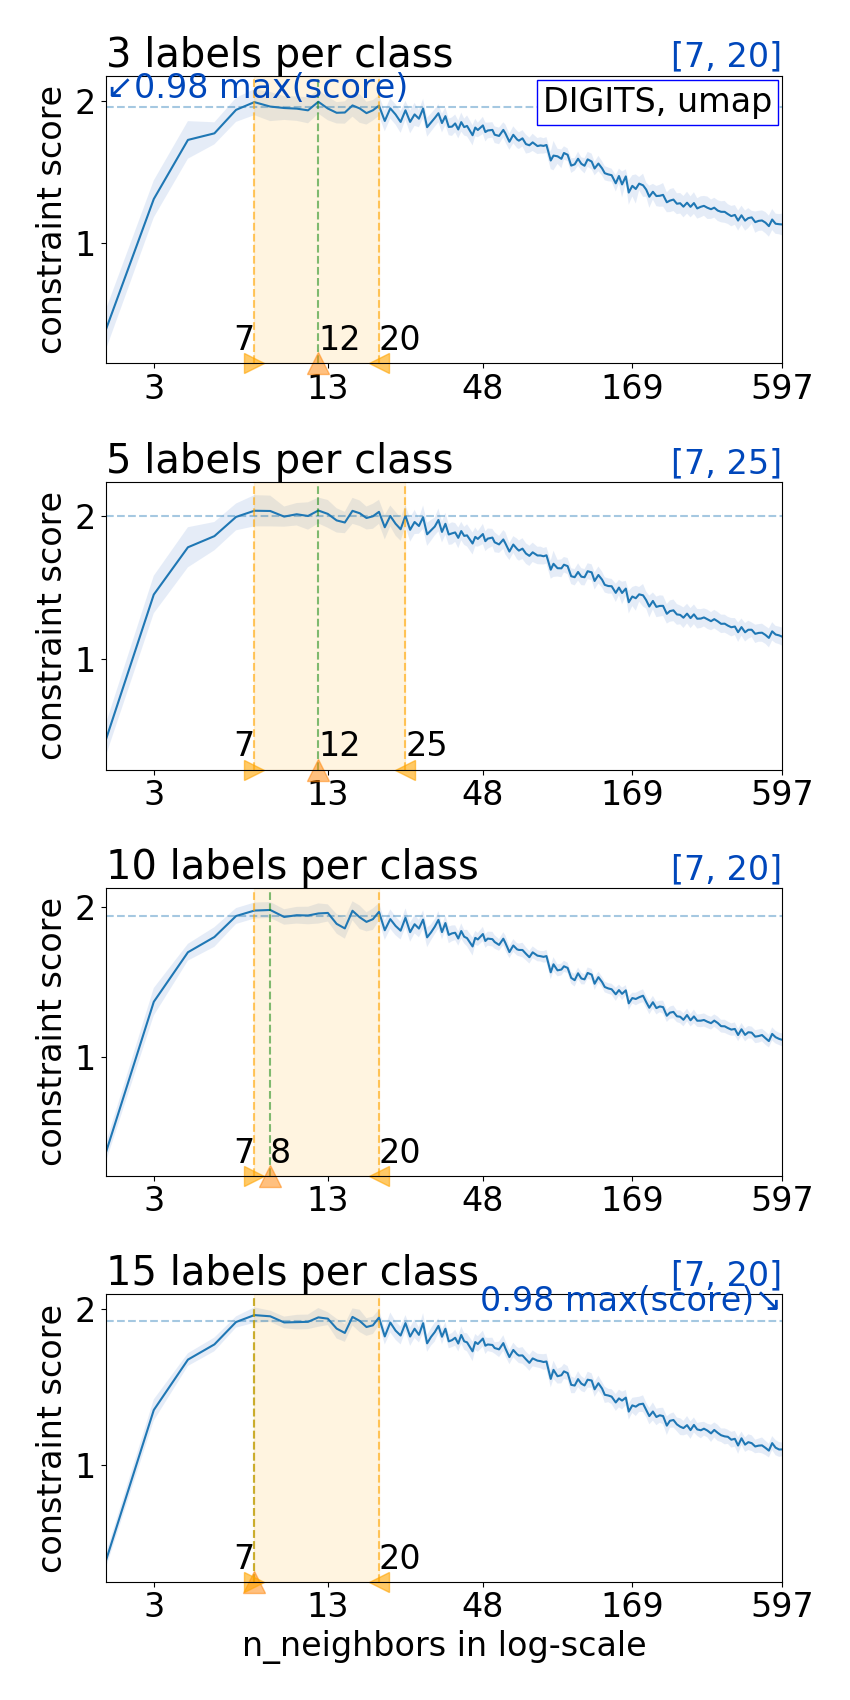 3 labels per class [7, 20]
↙0.98 max(score)
DIGITS, umap
constraint score
2
1
7 12 20
3 13 48 169 597
5 labels per class [7, 25]
constraint score
2
1
7 12 25
3 13 48 169 597
10 labels per class [7, 20]
constraint score
2
1
7 8 20
3 13 48 169 597
15 labels per class [7, 20]
0.98 max(score)↘
constraint score
2
1
7 20
3 13 48 169 597
n_neighbors in log-scale